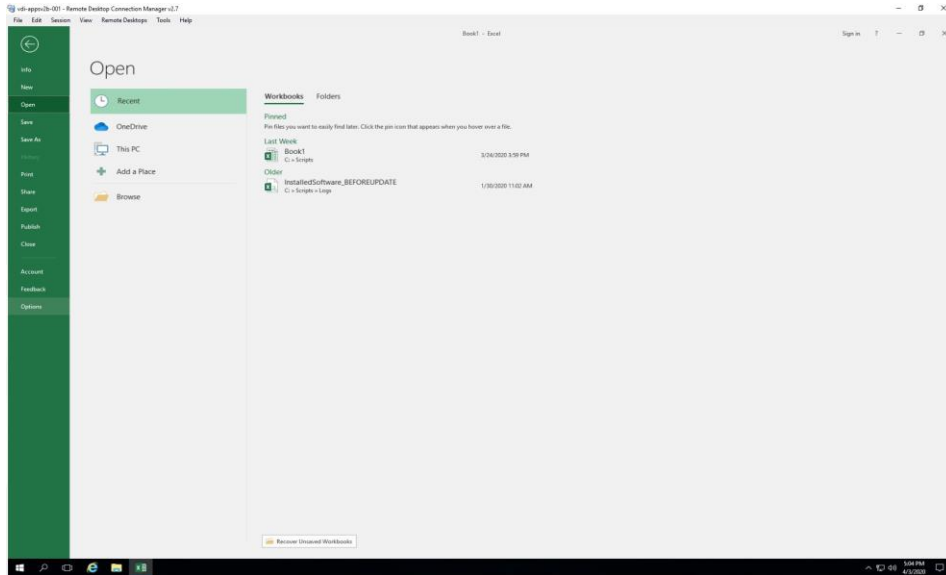 vdi-appsv2b-001 - Remote Desktop Connection Manager v2.7
File Edit Session View Remote Desktops Tools Help
Book1 - Excel
Sign in ?
Info
New
Open
Save
Save As
History
Print
Share
Export
Publish
Close
Account
Feedback
Options
Open
Recent
OneDrive
This PC
Add a Place
Browse
Workbooks Folders
Pinned
Pin files you want to easily find later. Click the pin icon that appears when you hover over a file.
Last Week
Book1 3/24/2020 3:59 PM
C: » Scripts
Older
InstalledSoftware_BEFOREUPDATE 1/30/2020 11:02 AM
C: » Scripts » Logs
Recover Unsaved Workbooks
5:04 PM
4/3/2020